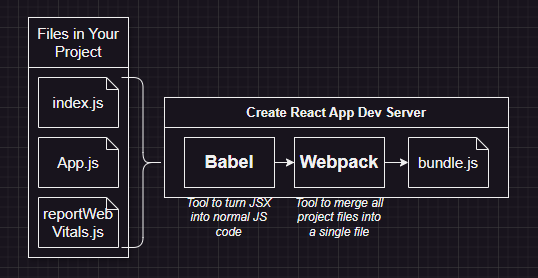 Files in Your
Project
index.js
App.js
reportWeb
Vitals.js
Create React App Dev Server
Babel
Webpack
bundle.js
Tool to turn JSX
into normal JS
code
Tool to merge all
project files into
a single file